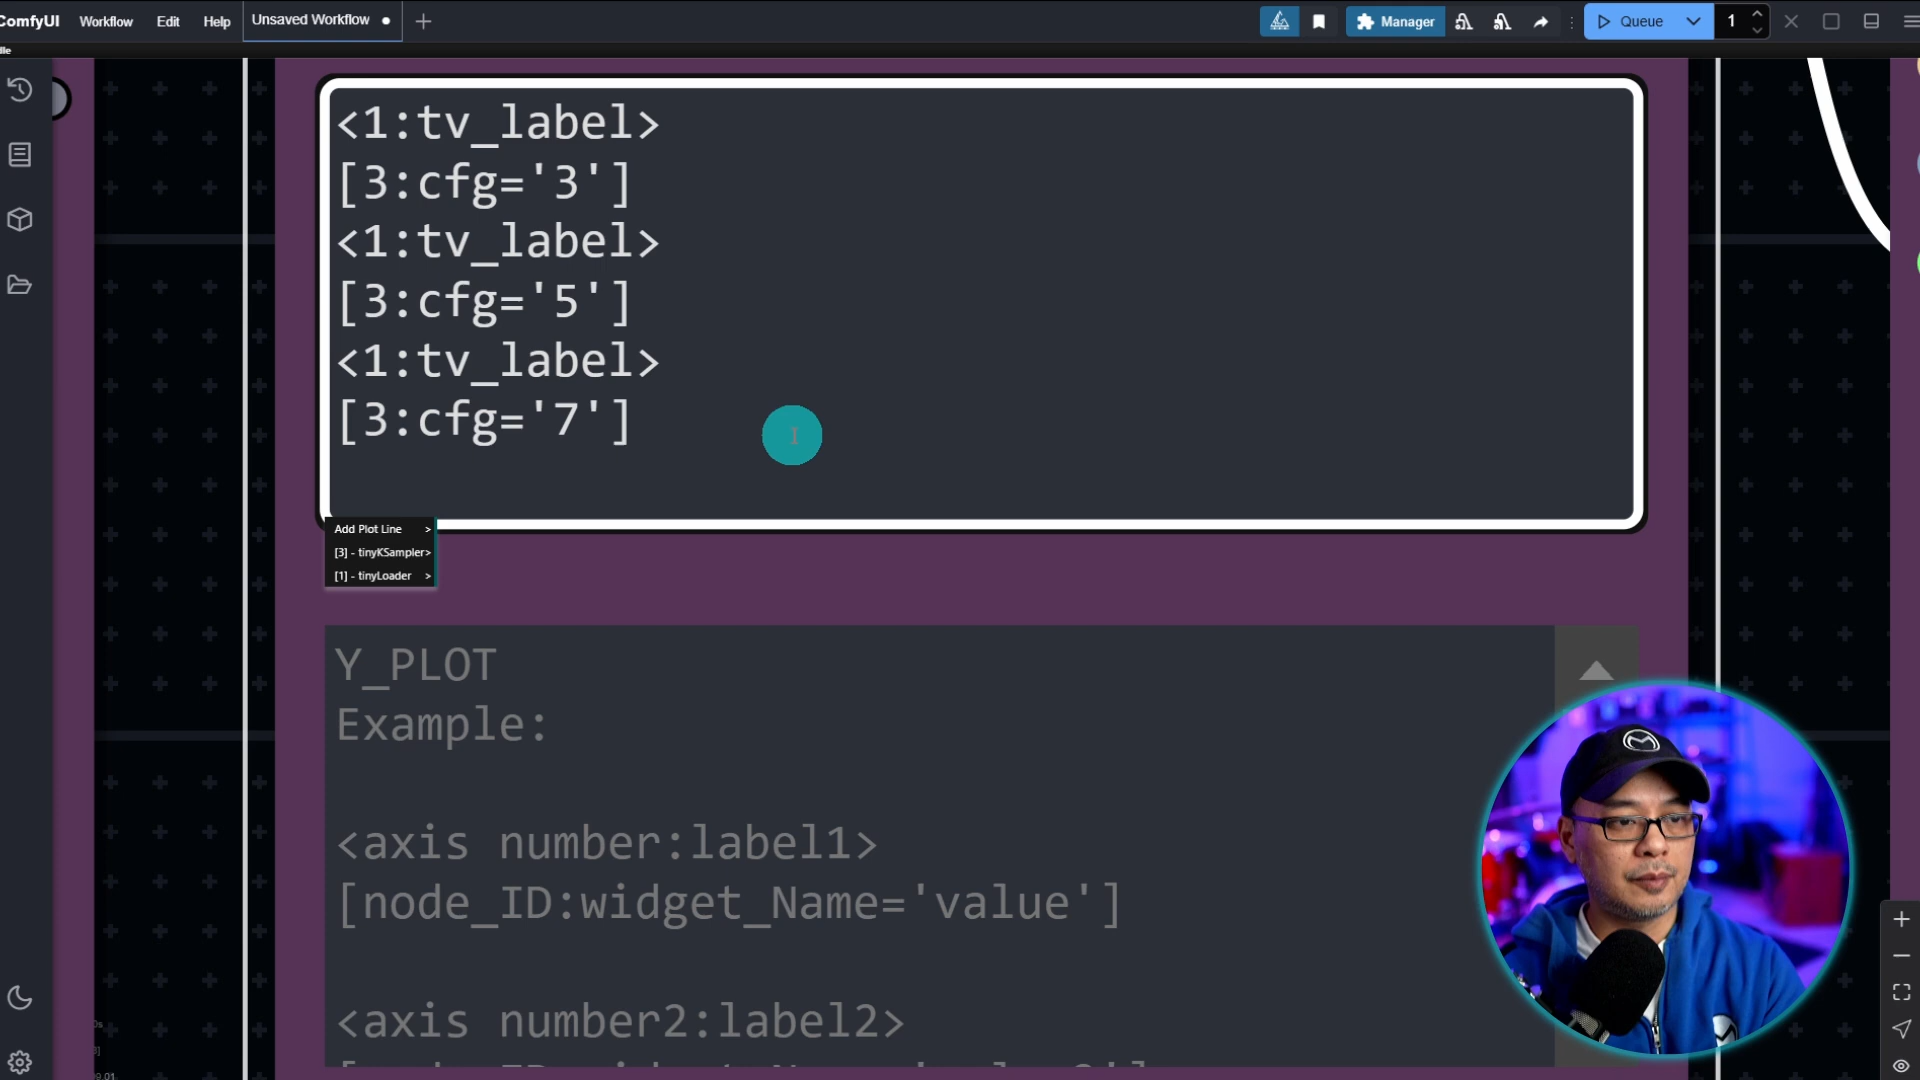 ComfyUI
Workflow
Edit
Help
Unsaved Workflow
Manager
Queue
1
<1:tv_label>
[3:cfg='3']
<1:tv_label>
[3:cfg='5']
<1:tv_label>
[3:cfg='7']
Add Plot Line >
[3] - tinyKSampler>
[1] - tinyLoader >
Y_PLOT
Example:
<axis number:label1>
[node_ID:widget_Name='value']
<axis number2:label2>